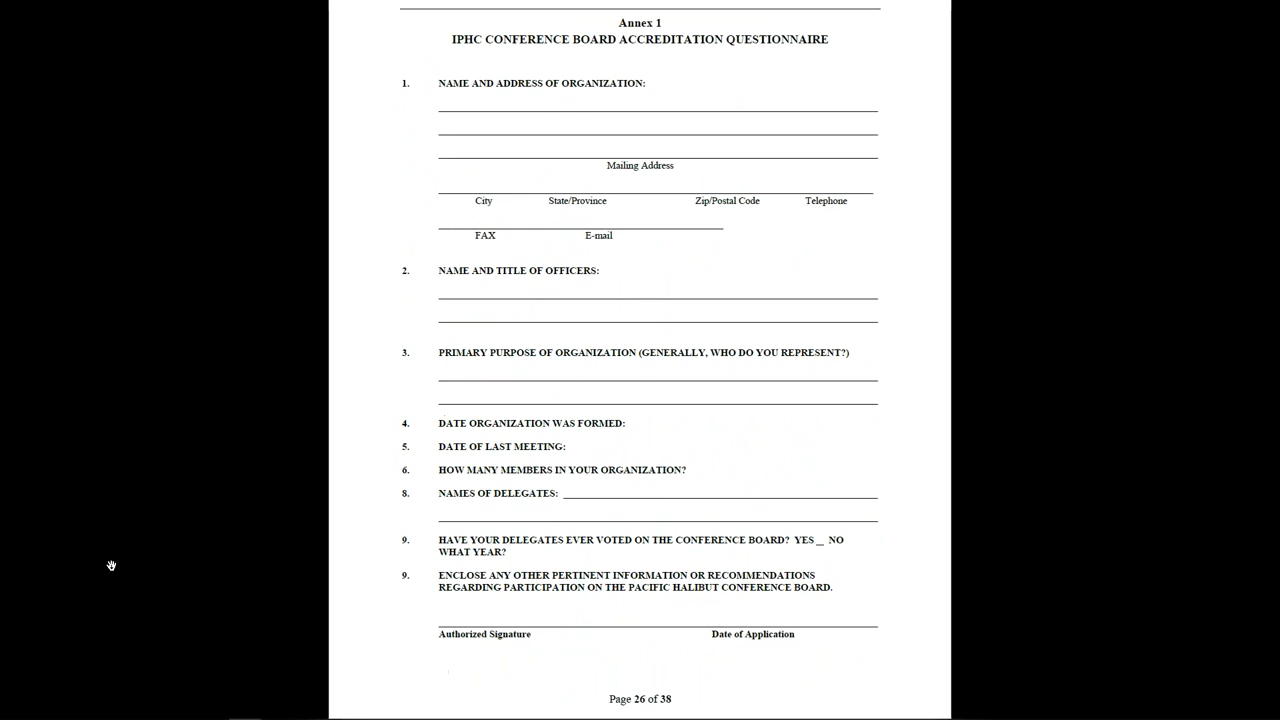 Annex 1
IPHC CONFERENCE BOARD ACCREDITATION QUESTIONNAIRE
1. NAME AND ADDRESS OF ORGANIZATION:
Mailing Address
City State/Province Zip/Postal Code Telephone
FAX E-mail
2. NAME AND TITLE OF OFFICERS:
3. PRIMARY PURPOSE OF ORGANIZATION (GENERALLY, WHO DO YOU REPRESENT?)
4. DATE ORGANIZATION WAS FORMED:
5. DATE OF LAST MEETING:
6. HOW MANY MEMBERS IN YOUR ORGANIZATION?
8. NAMES OF DELEGATES:
9. HAVE YOUR DELEGATES EVER VOTED ON THE CONFERENCE BOARD? YES _ NO
WHAT YEAR?
9. ENCLOSE ANY OTHER PERTINENT INFORMATION OR RECOMMENDATIONS
REGARDING PARTICIPATION ON THE PACIFIC HALIBUT CONFERENCE BOARD.
Authorized Signature Date of Application
Page 26 of 38